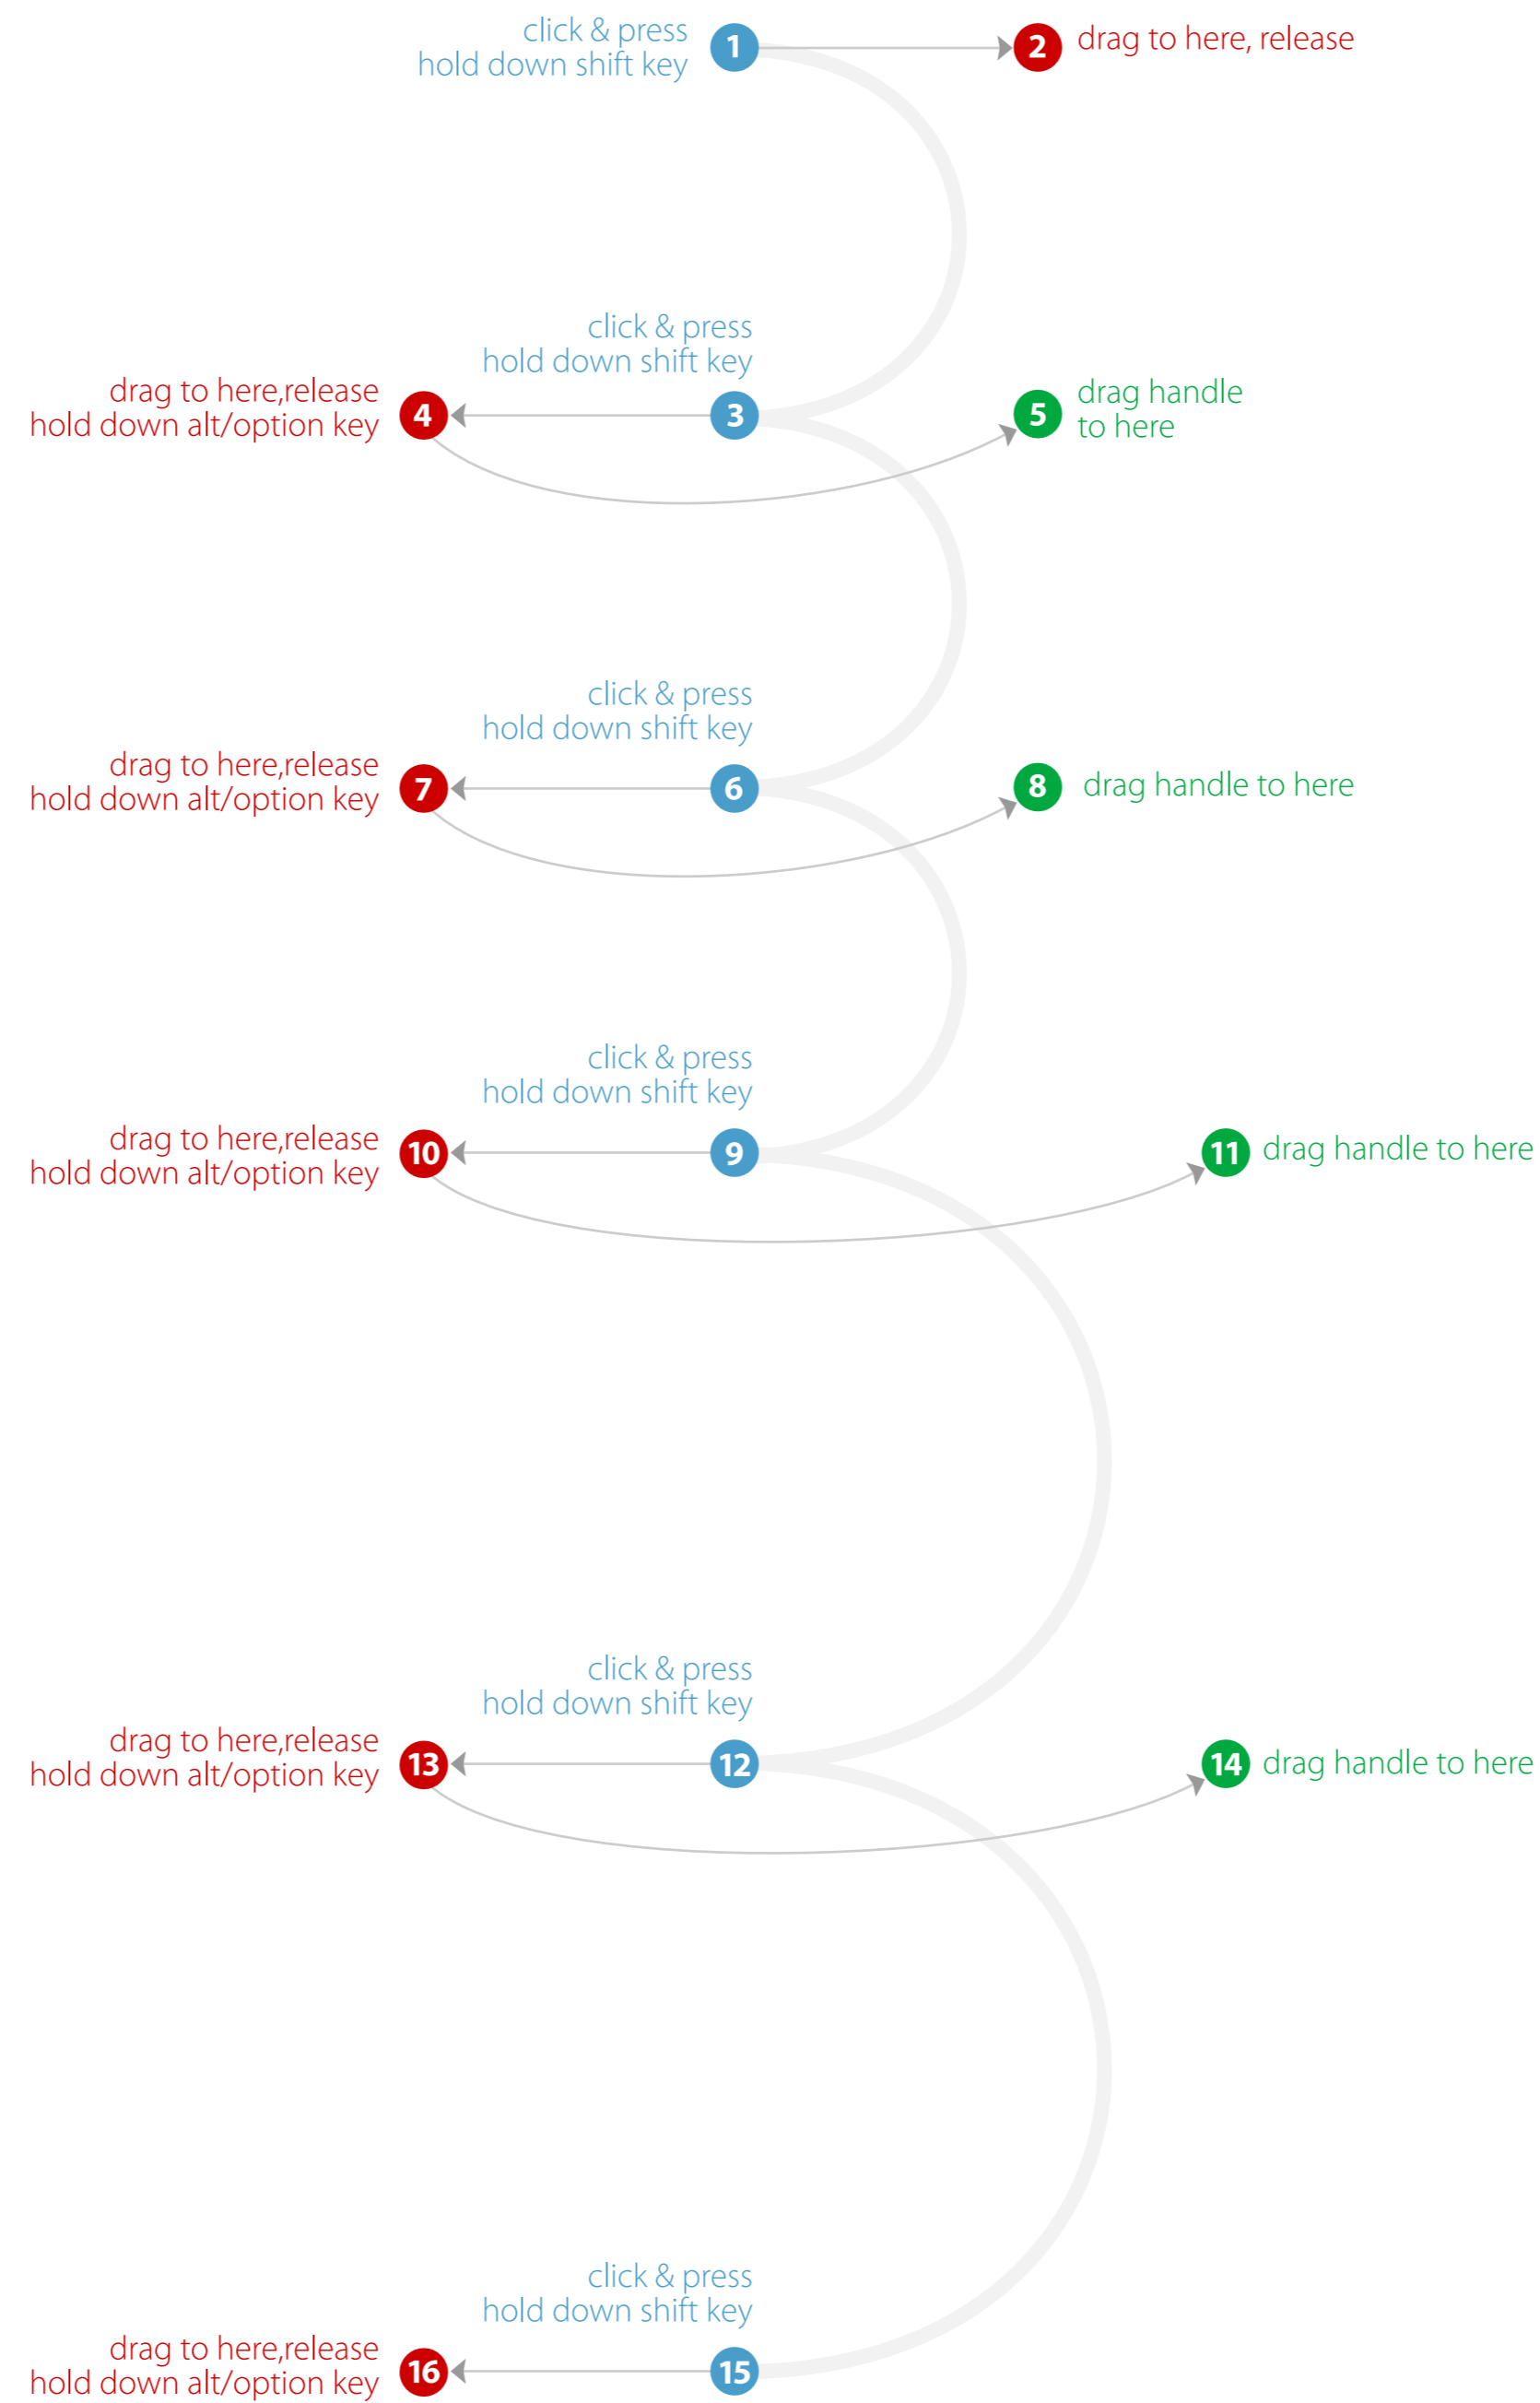 click & press
hold down shift key
1
2
drag to here, release
click & press
hold down shift key
drag to here,release
hold down alt/option key
4
3
5
drag handle
to here
click & press
hold down shift key
drag to here,release
hold down alt/option key
7
6
8
drag handle to here
click & press
hold down shift key
drag to here,release
hold down alt/option key
10
9
11
drag handle to here
click & press
hold down shift key
drag to here,release
hold down alt/option key
13
12
14
drag handle to here
click & press
hold down shift key
drag to here,release
hold down alt/option key
16
15